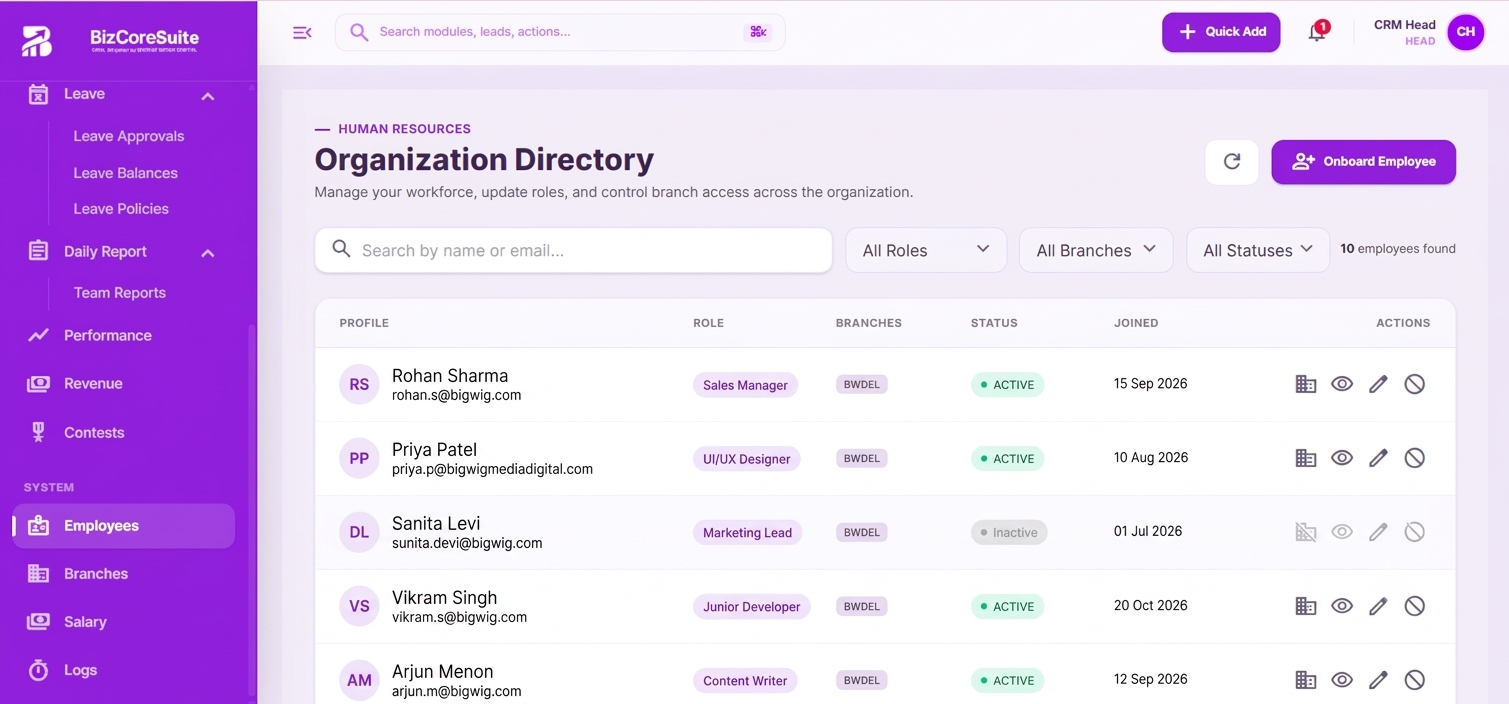 BizCoreSuite
Leave
Leave Approvals
Leave Balances
Leave Policies
Daily Report
Team Reports
Performance
Revenue
Contests
SYSTEM
Employees
Branches
Salary
Logs
Search modules, leads, actions...
⌘K
Quick Add
1
CRM Head
HEAD
CH
HUMAN RESOURCES
Organization Directory
Manage your workforce, update roles, and control branch access across the organization.
Onboard Employee
Search by name or email...
All Roles
All Branches
All Statuses
10 employees found
PROFILE ROLE BRANCHES STATUS JOINED ACTIONS
RS Rohan Sharma
rohan.s@bigwig.com
Sales Manager BWDEL ACTIVE 15 Sep 2026
PP Priya Patel
priya.p@bigwigmediadigital.com
UI/UX Designer BWDEL ACTIVE 10 Aug 2026
DL Sanita Levi
sunita.devi@bigwig.com
Marketing Lead BWDEL Inactive 01 Jul 2026
VS Vikram Singh
vikram.s@bigwig.com
Junior Developer BWDEL ACTIVE 20 Oct 2026
AM Arjun Menon
arjun.m@bigwig.com
Content Writer BWDEL ACTIVE 12 Sep 2026